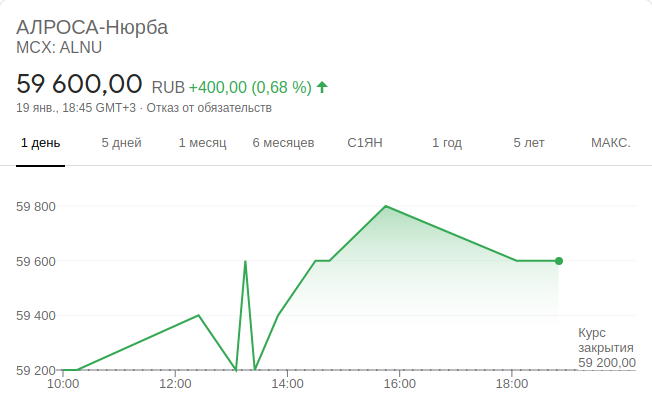 АЛРОСА-Нюрба
MCX: ALNU
59 600,00 RUB +400,00 (0,68 %)
19 янв., 18:45 GMT+3 · Отказ от обязательств
1 день 5 дней 1 месяц 6 месяцев С1ЯН 1 год 5 лет МАКС.
59 800
59 600
59 400
59 200
Курс
закрытия
59 200,00
10:00 12:00 14:00 16:00 18:00